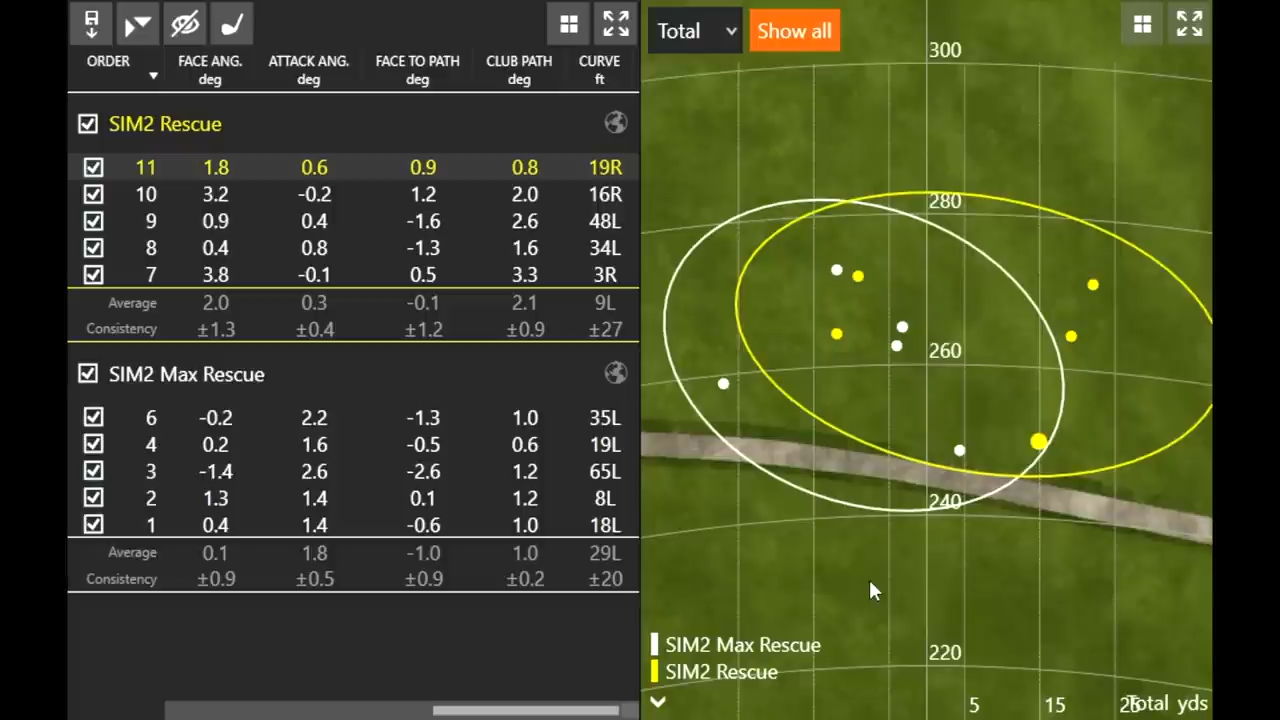 ORDER FACE ANG. ATTACK ANG. FACE TO PATH CLUB PATH CURVE
deg deg deg deg ft
SIM2 Rescue
11 1.8 0.6 0.9 0.8 19R
10 3.2 -0.2 1.2 2.0 16R
9 0.9 0.4 -1.6 2.6 48L
8 0.4 0.8 -1.3 1.6 34L
7 3.8 -0.1 0.5 3.3 3R
Average 2.0 0.3 -0.1 2.1 9L
Consistency ±1.3 ±0.4 ±1.2 ±0.9 ±27
SIM2 Max Rescue
6 -0.2 2.2 -1.3 1.0 35L
4 0.2 1.6 -0.5 0.6 19L
3 -1.4 2.6 -2.6 1.2 65L
2 1.3 1.4 0.1 1.2 8L
1 0.4 1.4 -0.6 1.0 18L
Average 0.1 1.8 -1.0 1.0 29L
Consistency ±0.9 ±0.5 ±0.9 ±0.2 ±20
Total Show all
300
280
260
240
220
SIM2 Max Rescue
SIM2 Rescue
5 15 Total yds